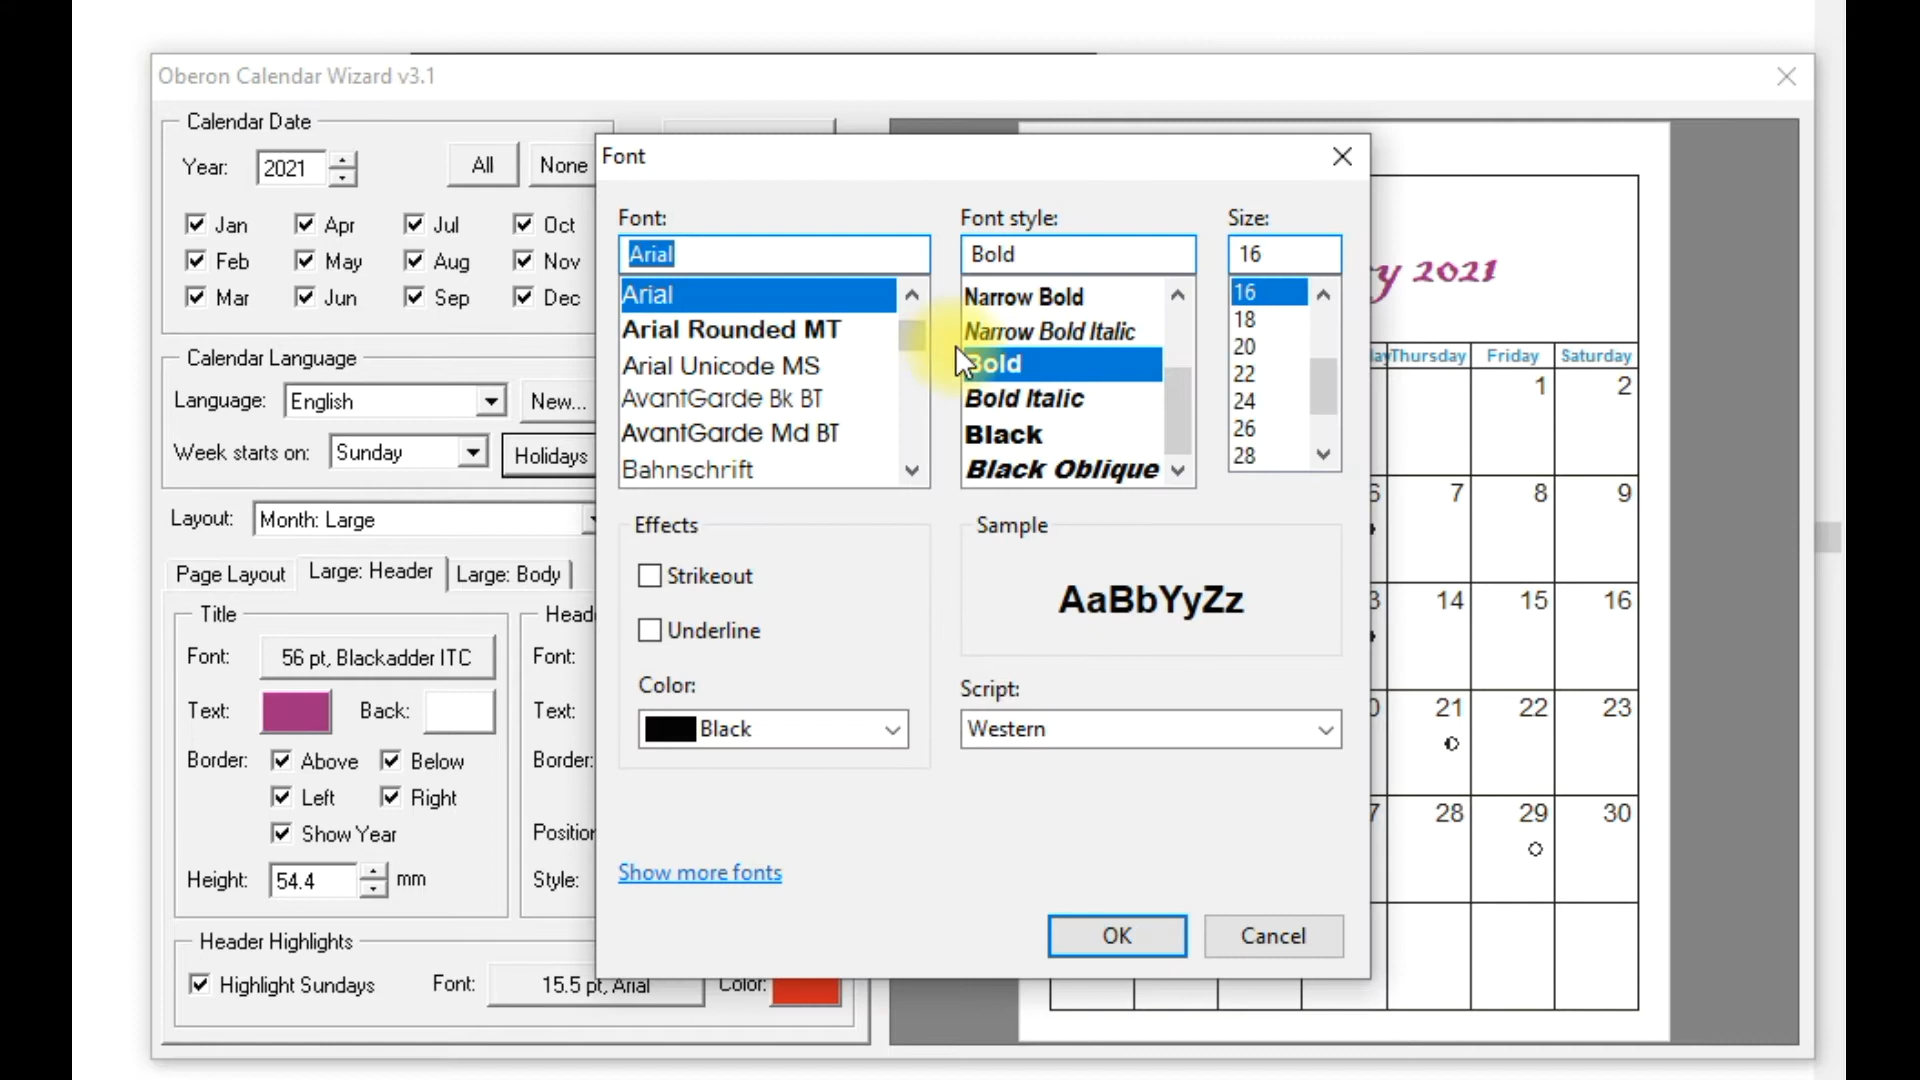 Oberon Calendar Wizard v3.1
Calendar Date
Year: 2021 All None
Jan Apr Jul Oct
Feb May Aug Nov
Mar Jun Sep Dec
Calendar Language
Language: English New...
Week starts on: Sunday Holidays
Layout: Month: Large
Page Layout Large: Header Large: Body
Title
Font: 56 pt, Blackadder ITC
Text: Back:
Border: Above Below
Left Right
Show Year
Height: 54.4 mm
Font:
Text:
Border:
Style:
Header Highlights
Highlight Sundays Font: 15.5 pt, Arial Color:
Font
Font: Font style: Size:
Arial Bold 16
Arial
Arial Rounded MT
Arial Unicode MS
AvantGarde Bk BT
AvantGarde Md BT
Bahnschrift
Narrow Bold
Narrow Bold Italic
Bold
Bold Italic
Black
Black Oblique
16
18
20
22
24
26
28
Effects
Strikeout
Underline
Color:
Black
Sample
AaBbYyZz
Script:
Western
Show more fonts
OK Cancel
y 2021
Thursday Friday Saturday
1 2
6 7 8 9
3 14 15 16
0 21 22 23
7 28 29 30